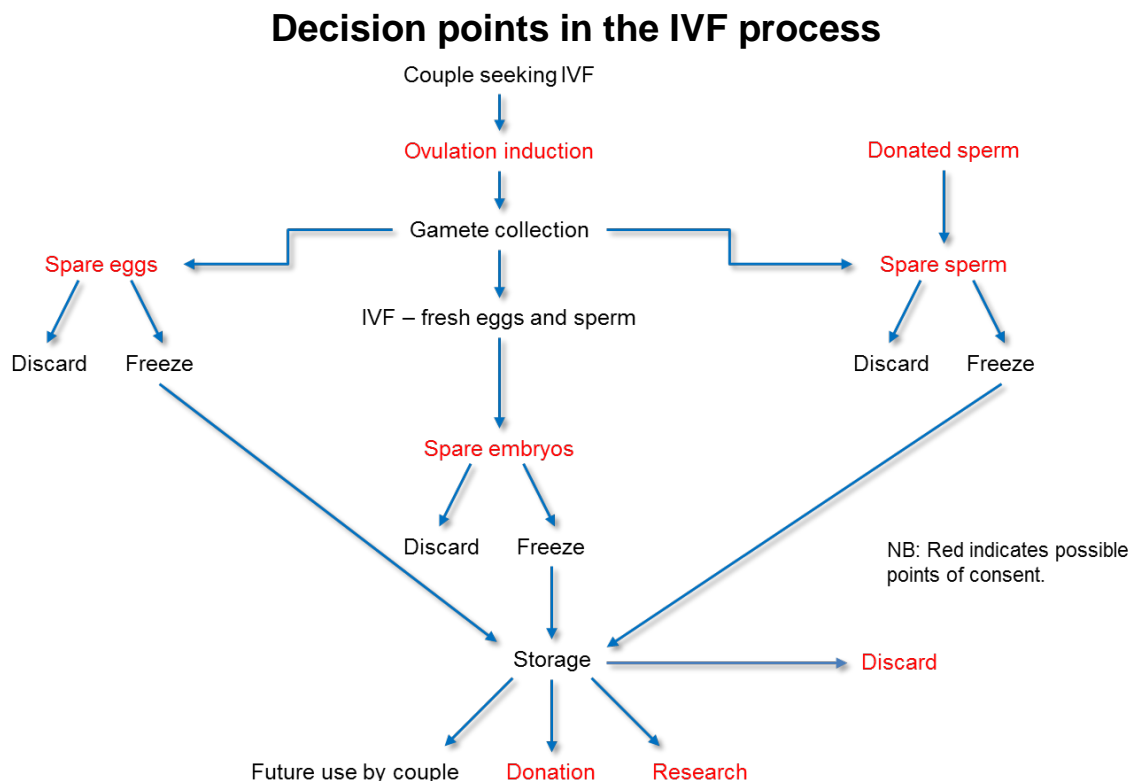 Decision points in the IVF process
Couple seeking IVF
Ovulation induction
Donated sperm
Gamete collection
Spare eggs
Spare sperm
IVF – fresh eggs and sperm
Discard
Freeze
Discard
Freeze
Spare embryos
Discard
Freeze
NB: Red indicates possible
points of consent.
Storage
Discard
Future use by couple
Donation
Research